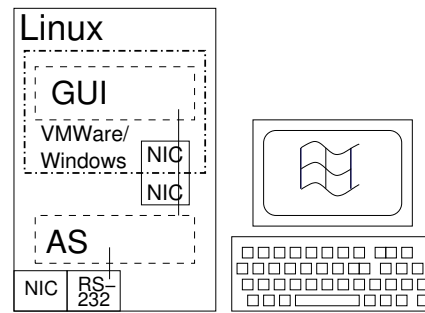 Linux
GUI
VMWare/
Windows
NIC
NIC
AS
NIC
RS-
232